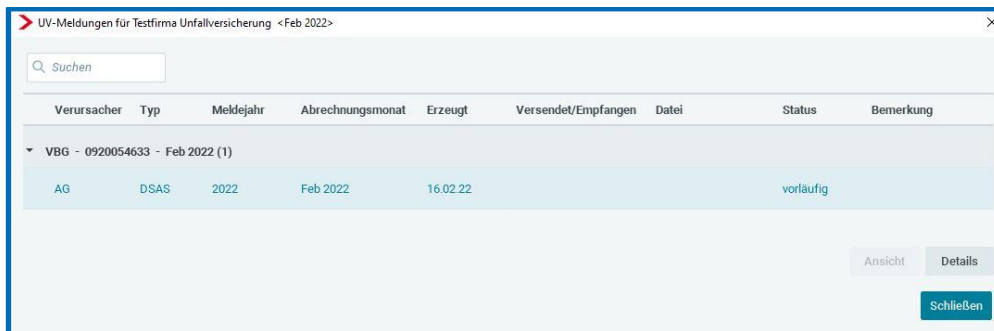 UV-Meldungen für Testfirma Unfallversicherung <Feb 2022>
Suchen
Verursacher Typ Meldejahr Abrechnungsmonat Erzeugt Versendet/Empfangen Datei Status Bemerkung
VBG - 0920054633 - Feb 2022 (1)
AG DSAS 2022 Feb 2022 16.02.22 vorläufig
Ansicht Details
Schließen